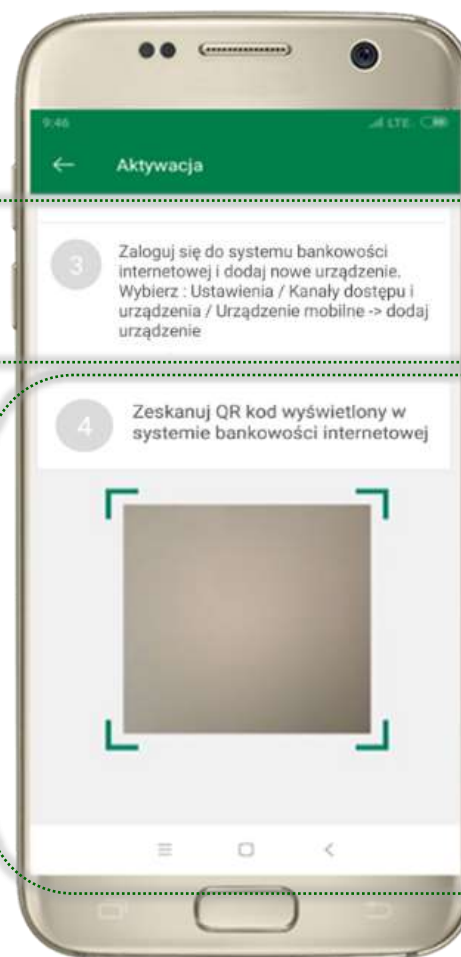 9:46 LTE
Aktywacja
3
Zaloguj się do systemu bankowości
internetowej i dodaj nowe urządzenie.
Wybierz : Ustawienia / Kanały dostępu i
urządzenia / Urządzenie mobilne -> dodaj
urządzenie
4
Zeskanuj QR kod wyświetlony w
systemie bankowości internetowej